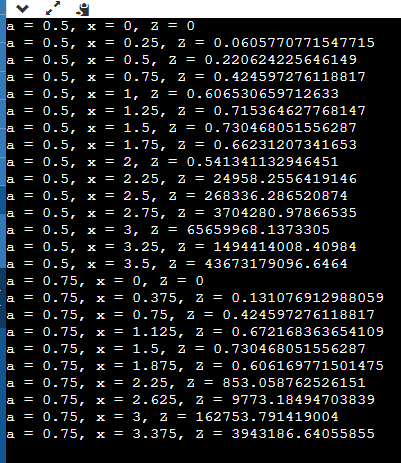 a = 0.5, x = 0, Z = 0
a = 0.5, x = 0.25, Z = 0.0605770771547715
a = 0.5, x = 0.5, Z = 0.220624225646149
a = 0.5, x = 0.75, Z = 0.424597276118817
a = 0.5, x = 1, Z = 0.606530659712633
a = 0.5, x = 1.25, Z = 0.715364627768147
a = 0.5, x = 1.5, Z = 0.730468051556287
a = 0.5, x = 1.75, Z = 0.66231207341653
a = 0.5, x = 2, Z = 0.541341132946451
a = 0.5, x = 2.25, Z = 24958.2556419146
a = 0.5, x = 2.5, Z = 268336.286520874
a = 0.5, x = 2.75, Z = 3704280.97866535
a = 0.5, x = 3, Z = 65659968.1373305
a = 0.5, x = 3.25, Z = 1494414008.40984
a = 0.5, x = 3.5, Z = 43673179096.6464
a = 0.75, x = 0, Z = 0
a = 0.75, x = 0.375, Z = 0.131076912988059
a = 0.75, x = 0.75, Z = 0.424597276118817
a = 0.75, x = 1.125, Z = 0.672168363654109
a = 0.75, x = 1.5, Z = 0.730468051556287
a = 0.75, x = 1.875, Z = 0.606169771501475
a = 0.75, x = 2.25, Z = 853.058762526151
a = 0.75, x = 2.625, Z = 9773.18494703839
a = 0.75, x = 3, Z = 162753.791419004
a = 0.75, x = 3.375, Z = 3943186.64055855